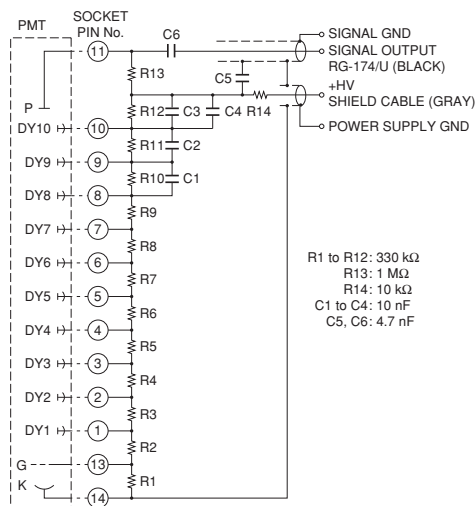 PMT
SOCKET
PIN No.
SIGNAL GND
SIGNAL OUTPUT
RG-174/U (BLACK)
+HV
SHIELD CABLE (GRAY)
POWER SUPPLY GND
11
C6
R13
C5
P
R12
C3
C4
R14
DY10
10
R11
C2
DY9
9
R10
C1
DY8
8
R9
DY7
7
R8
DY6
6
R7
DY5
5
R6
DY4
4
R5
DY3
3
R4
DY2
2
R3
DY1
1
R2
G
13
K
R1
14
R1 to R12: 330 kΩ
R13: 1 MΩ
R14: 10 kΩ
C1 to C4: 10 nF
C5, C6: 4.7 nF